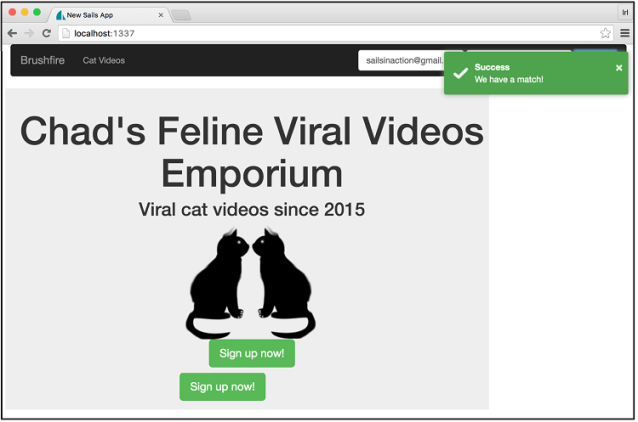 New Sails App
Irl
localhost:1337
Brushfire Cat Videos sailsinaction@gmail.
Success
We have a match!
Chad's Feline Viral Videos
Emporium
Viral cat videos since 2015
Sign up now!
Sign up now!